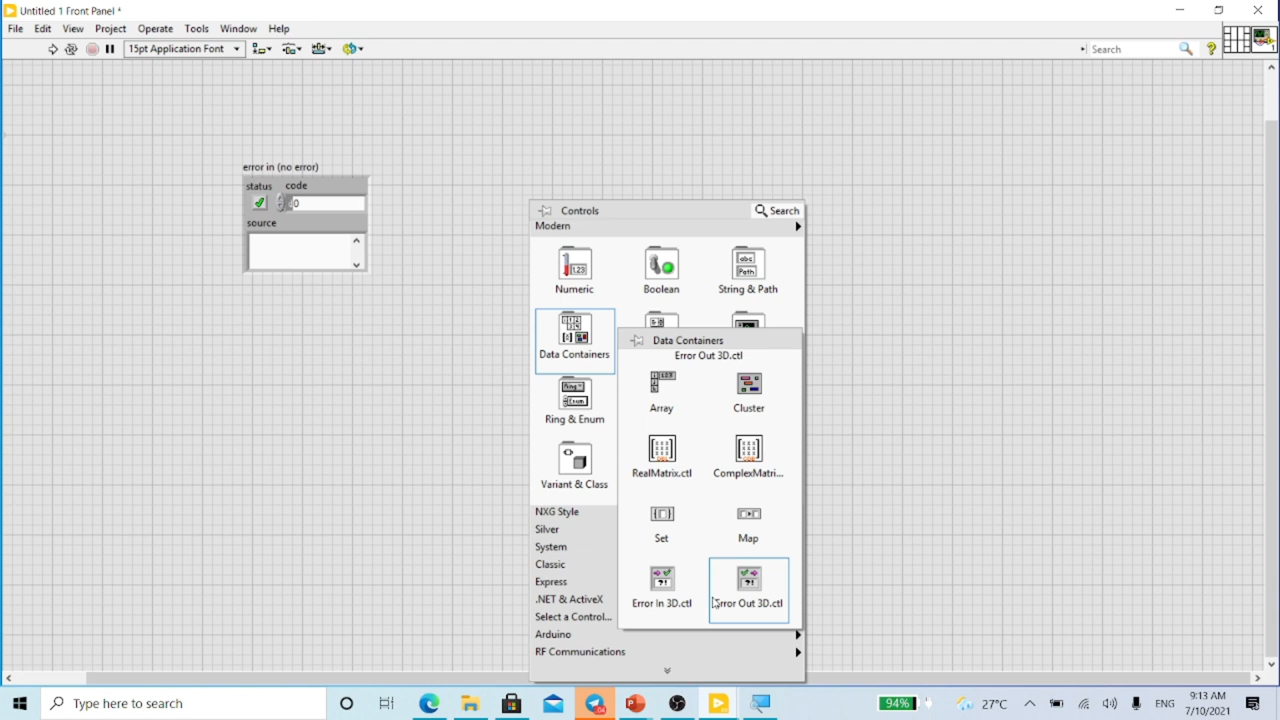 Untitled 1 Front Panel *
File Edit View Project Operate Tools Window Help
15pt Application Font
Search
error in (no error)
status code
0
source
Controls
Search
Modern
Numeric
Boolean
String & Path
Data Containers
Ring & Enum
Variant & Class
Data Containers
Error Out 3D.ctl
Array
Cluster
RealMatrix.ctl
ComplexMatri...
Set
Map
Error In 3D.ctl
Error Out 3D.ctl
NXG Style
Silver
System
Classic
Express
.NET & ActiveX
Select a Control...
Arduino
RF Communications
Type here to search
94%
27°C
9:13 AM
7/10/2021